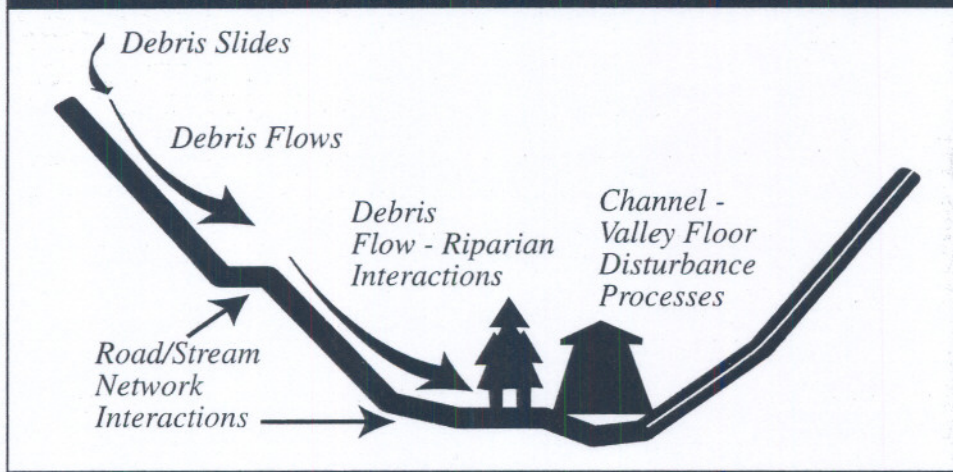 Debris Slides
Debris Flows
Debris
Flow - Riparian
Interactions
Channel -
Valley Floor
Disturbance
Processes
Road/Stream
Network
Interactions